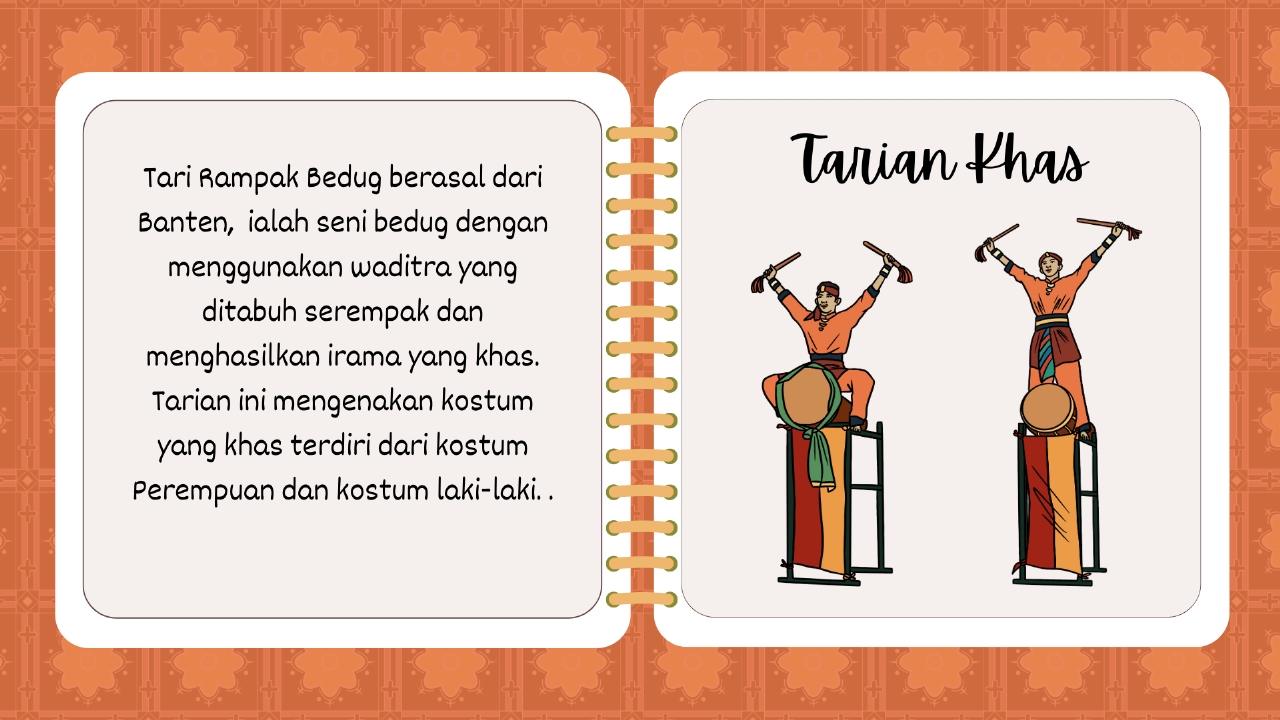 Tari Rampak Bedug berasal dari
Banten,  ialah seni bedug dengan
menggunakan waditra yang
ditabuh serempak dan
menghasilkan irama yang khas.
Tarian ini mengenakan kostum
yang khas terdiri dari kostum
Perempuan dan kostum laki-laki. .
Tarian Khas